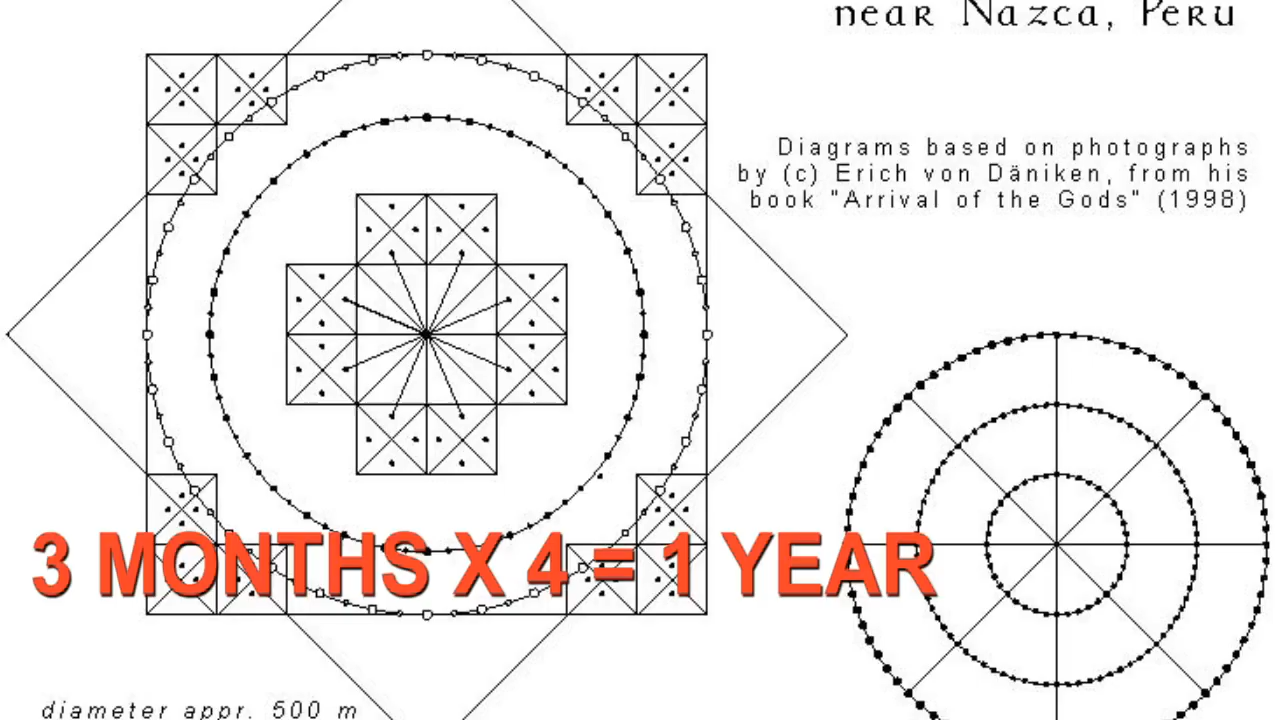 near Nazca, Peru
Diagrams based on photographs
by (c) Erich von Däniken, from his
book "Arrival of the Gods" (1998)
3 MONTHS X 4 = 1 YEAR
diameter appr. 500 m